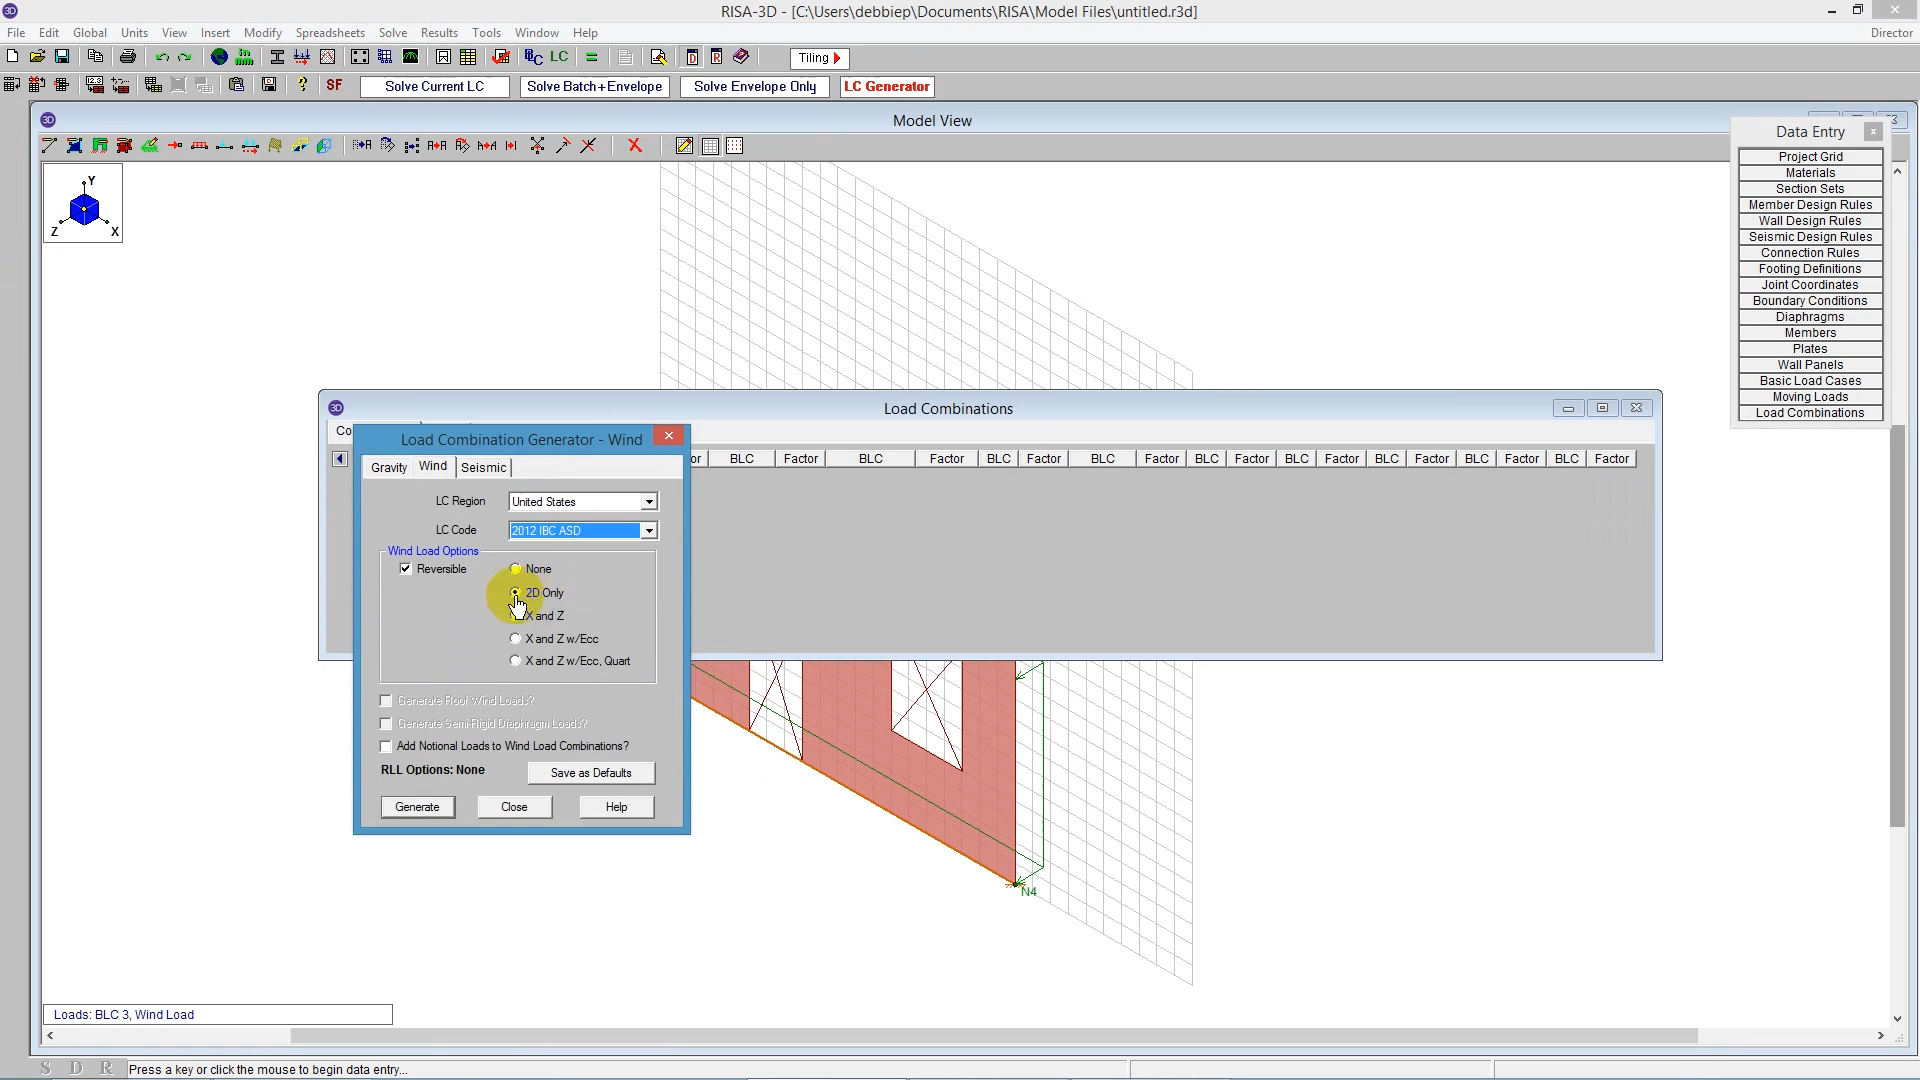 3D
RISA-3D - [C:\Users\debbiep\Documents\RISA\Model Files\untitled.r3d]
File Edit Global Units View Insert Modify Spreadsheets Solve Results Tools Window Help
Director
LC
Tiling
SF
Solve Current LC
Solve Batch+Envelope
Solve Envelope Only
LC Generator
3D
Model View
Y
Z
X
Data Entry
Project Grid
Materials
Section Sets
Member Design Rules
Wall Design Rules
Seismic Design Rules
Connection Rules
Footing Definitions
Joint Coordinates
Boundary Conditions
Diaphragms
Members
Plates
Wall Panels
Basic Load Cases
Moving Loads
Load Combinations
3D
Load Combinations
Co
or BLC Factor BLC Factor BLC Factor BLC Factor BLC Factor BLC Factor BLC Factor BLC Factor BLC Factor
Load Combination Generator - Wind
Gravity Wind Seismic
LC Region United States
LC Code 2012 IBC ASD
Wind Load Options
Reversible
None
2D Only
X and Z
X and Z w/Ecc
X and Z w/Ecc, Quart
Generate Roof Wind Loads?
Generate Semi-Rigid Diaphragm Loads?
Add Notional Loads to Wind Load Combinations?
RLL Options: None
Save as Defaults
Generate Close Help
N4
Loads: BLC 3, Wind Load
S D R Press a key or click the mouse to begin data entry...